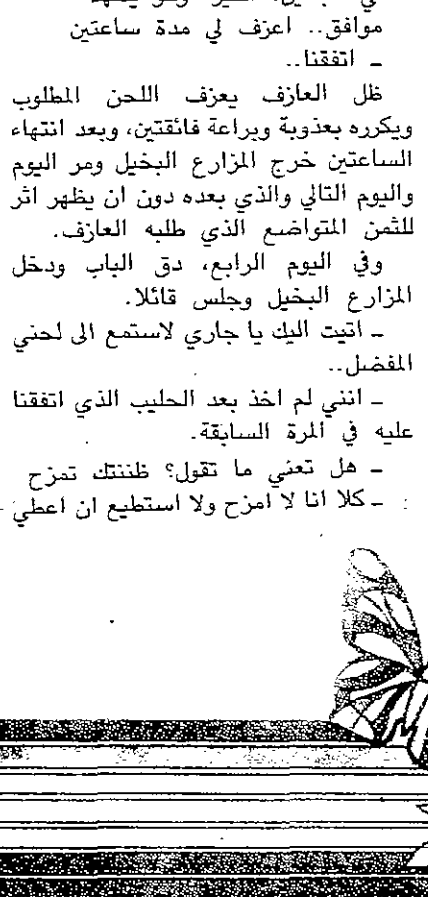 موافق.. اعزف لي مدة ساعتين
ـ اتفقنا..
ظل العازف يعزف اللحن المطلوب
ويكرره بعذوبة وبراعة فائقتين، وبعد انتهاء
الساعتين خرج المزارع البخيل ومر اليوم
واليوم التالي والذي بعده دون ان يظهر اثر
للثمن المتواضع الذي طلبه العازف.
وفي اليوم الرابع، دق الباب ودخل
المزارع البخيل وجلس قائلا.
ـ اتيت اليك يا جاري لاستمع الى لحني
المفضل..
ـ انني لم اخذ بعد الحليب الذي اتفقنا
عليه في المرة السابقة.
ـ هل تعني ما تقول؟ ظننتك تمزح
ـ كلا انا لا امزح ولا استطيع ان اعطي